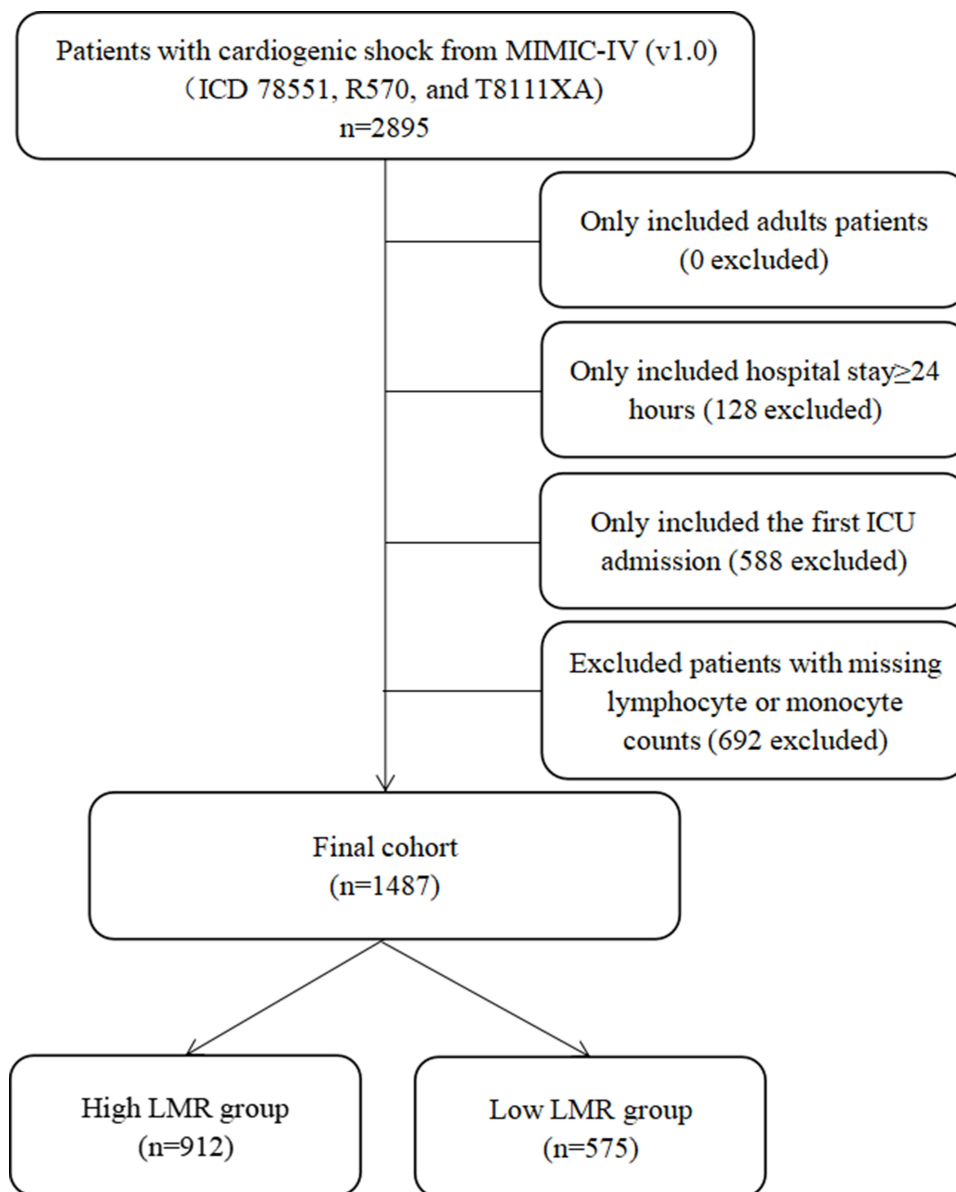 Patients with cardiogenic shock from MIMIC-IV (v1.0)
（ICD 78551, R570, and T8111XA)
n=2895
Only included adults patients
(0 excluded)
Only included hospital stay≥24
hours (128 excluded)
Only included the first ICU
admission (588 excluded)
Excluded patients with missing
lymphocyte or monocyte
counts (692 excluded)
Final cohort
(n=1487)
High LMR group
(n=912)
Low LMR group
(n=575)